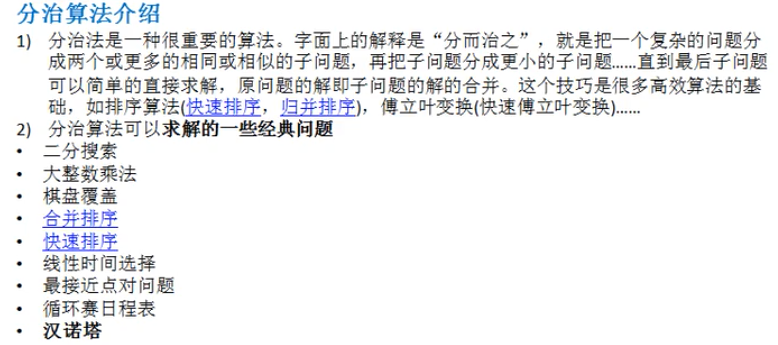 分治算法介绍
1) 分治法是一种很重要的算法。字面上的解释是“分而治之”，就是把一个复杂的问题分
成两个或更多的相同或相似的子问题，再把子问题分成更小的子问题……直到最后子问题
可以简单的直接求解，原问题的解即子问题的解的合并。这个技巧是很多高效算法的基
础，如排序算法(快速排序，归并排序)，傅立叶变换(快速傅立叶变换)……
2) 分治算法可以求解的一些经典问题
• 二分搜索
• 大整数乘法
• 棋盘覆盖
• 合并排序
• 快速排序
• 线性时间选择
• 最接近点对问题
• 循环赛日程表
• 汉诺塔